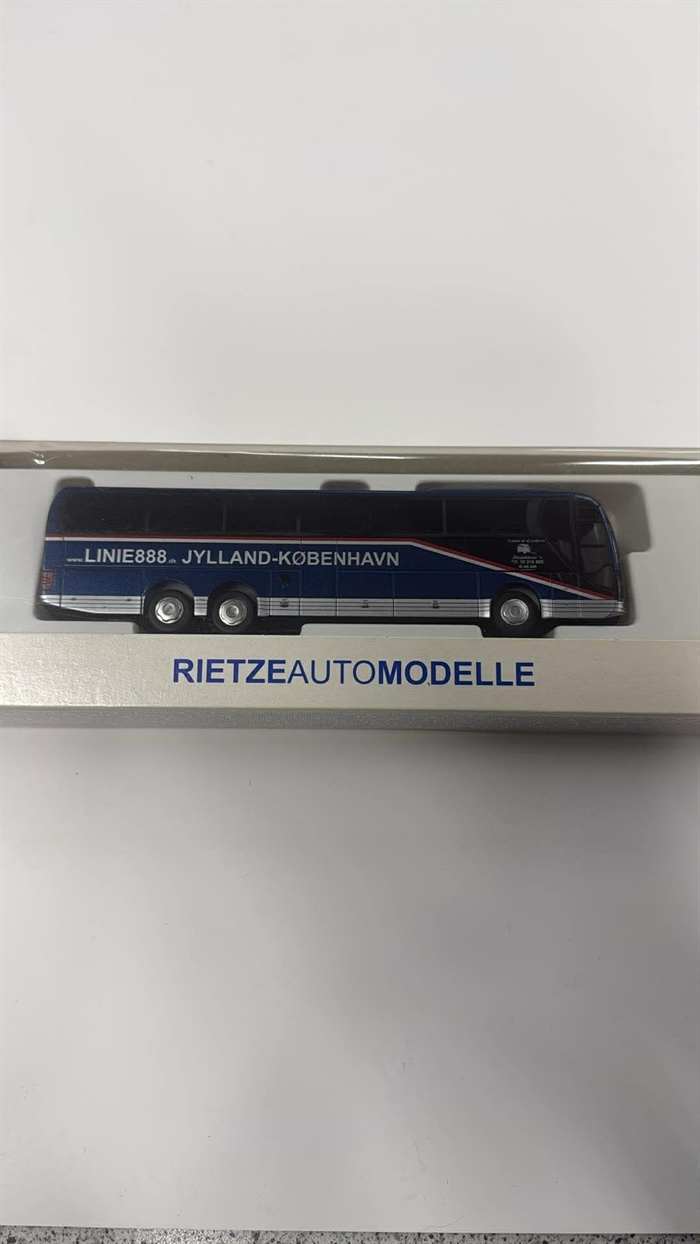 www.LINIE888.dk JYLLAND-KØBENHAVN
RIETZEAUTOMODELLE